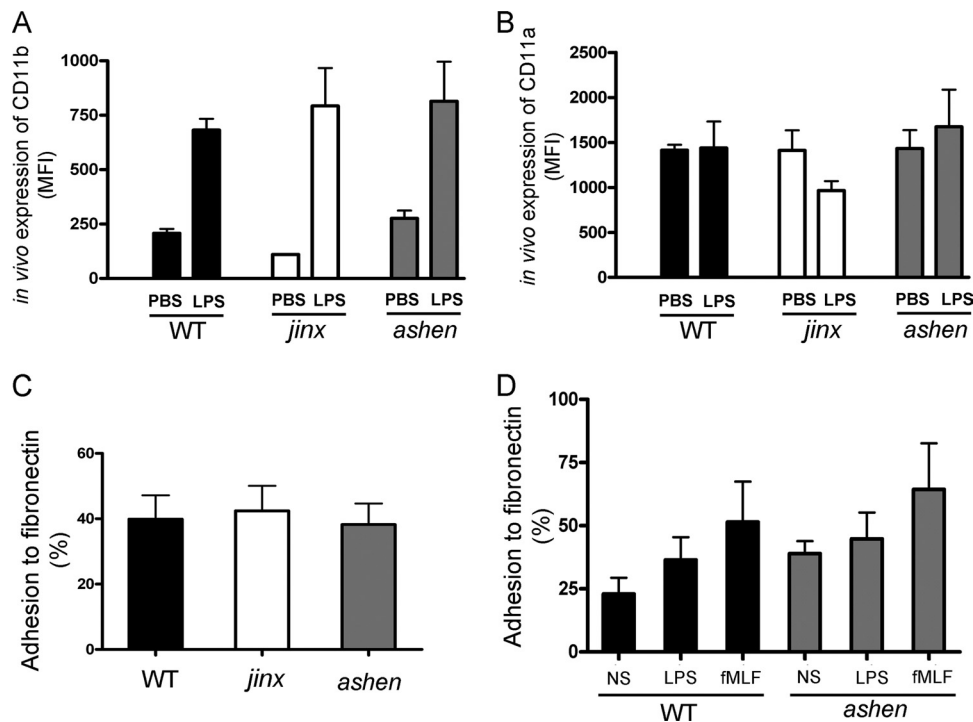 A
in vivo expression of CD11b
(MFI)
1000
750
500
250
0
PBS LPS PBS LPS PBS LPS
WT jinx ashen
B
in vivo expression of CD11a
(MFI)
2500
2000
1500
1000
500
0
PBS LPS PBS LPS PBS LPS
WT jinx ashen
C
Adhesion to fibronectin
(%)
60
40
20
0
WT jinx ashen
D
Adhesion to fibronectin
(%)
100
75
50
25
0
NS LPS fMLF NS LPS fMLF
WT ashen